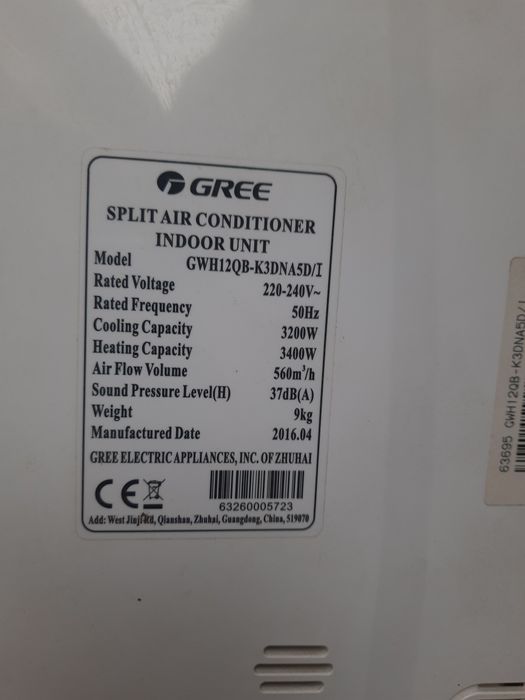 GREE
SPLIT AIR CONDITIONER
INDOOR UNIT
Model GWH12QB-K3DNA5D/I
Rated Voltage 220-240V~
Rated Frequency 50Hz
Cooling Capacity 3200W
Heating Capacity 3400W
Air Flow Volume 560m³/h
Sound Pressure Level(H) 37dB(A)
Weight 9kg
Manufactured Date 2016.04
GREE ELECTRIC APPLIANCES, INC. OF ZHUHAI
CE
63260005723
Add: West Jinji Rd, Qianshan, Zhuhai, Guangdong, China, 519070
63695 GWH12QB-K3DNA5D/I